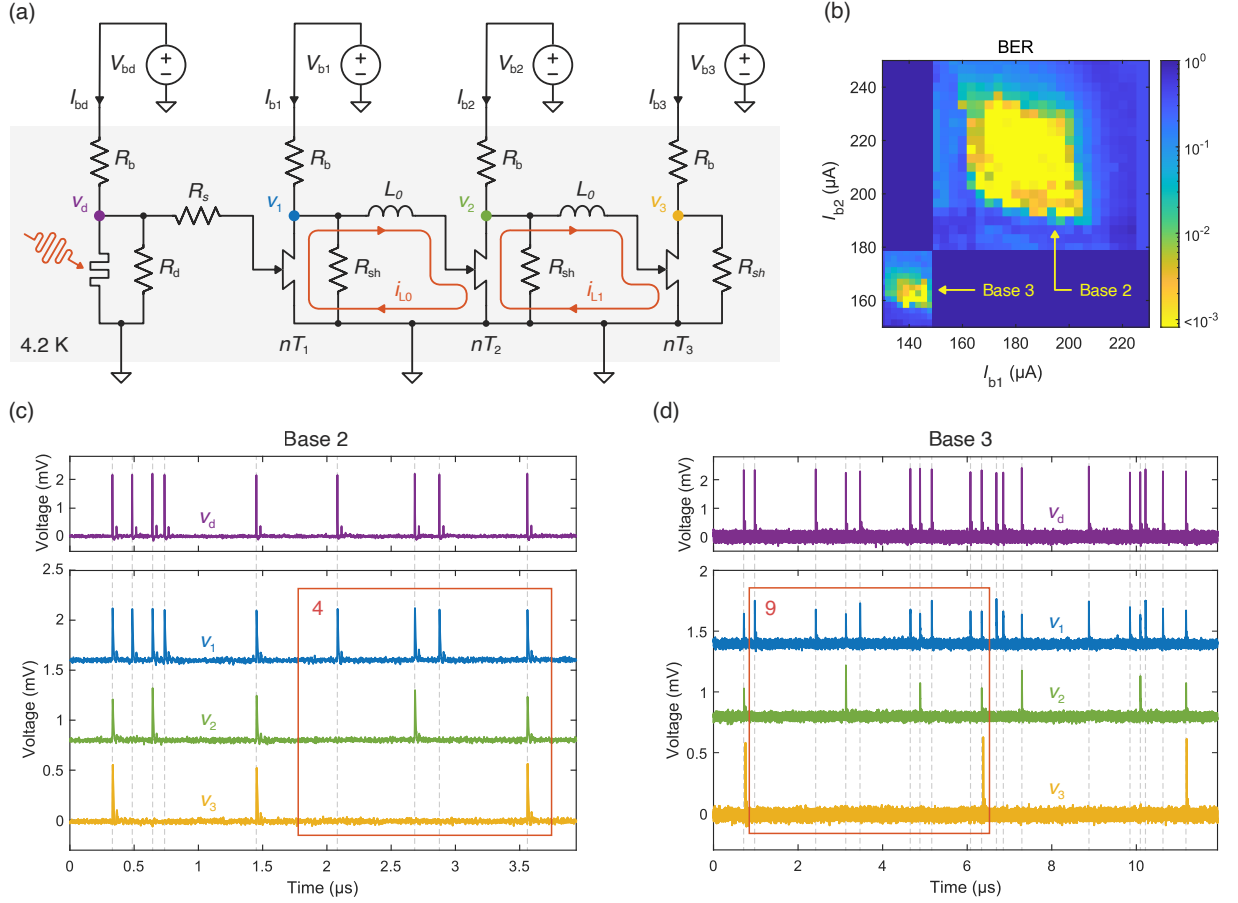 (a)
V_bd
V_b1
V_b2
V_b3
I_bd
I_b1
I_b2
I_b3
R_b
R_b
R_b
R_b
v_d
R_s
v_1
L_0
v_2
L_0
v_3
R_d
R_sh
R_sh
R_sh
i_L0
i_L1
4.2 K
nT_1
nT_2
nT_3
(b)
BER
240
220
200
180
160
I_b2 (µA)
140 160 180 200 220
I_b1 (µA)
Base 3
Base 2
10^0
10^-1
10^-2
<10^-3
(c)
Base 2
Voltage (mV)
2
1
0
v_d
Voltage (mV)
2.5
2
1.5
1
0.5
0
4
v_1
v_2
v_3
0 0.5 1 1.5 2 2.5 3 3.5
Time (µs)
(d)
Base 3
Voltage (mV)
2
1
0
v_d
Voltage (mV)
2
1.5
1
0.5
0
9
v_1
v_2
v_3
0 2 4 6 8 10
Time (µs)